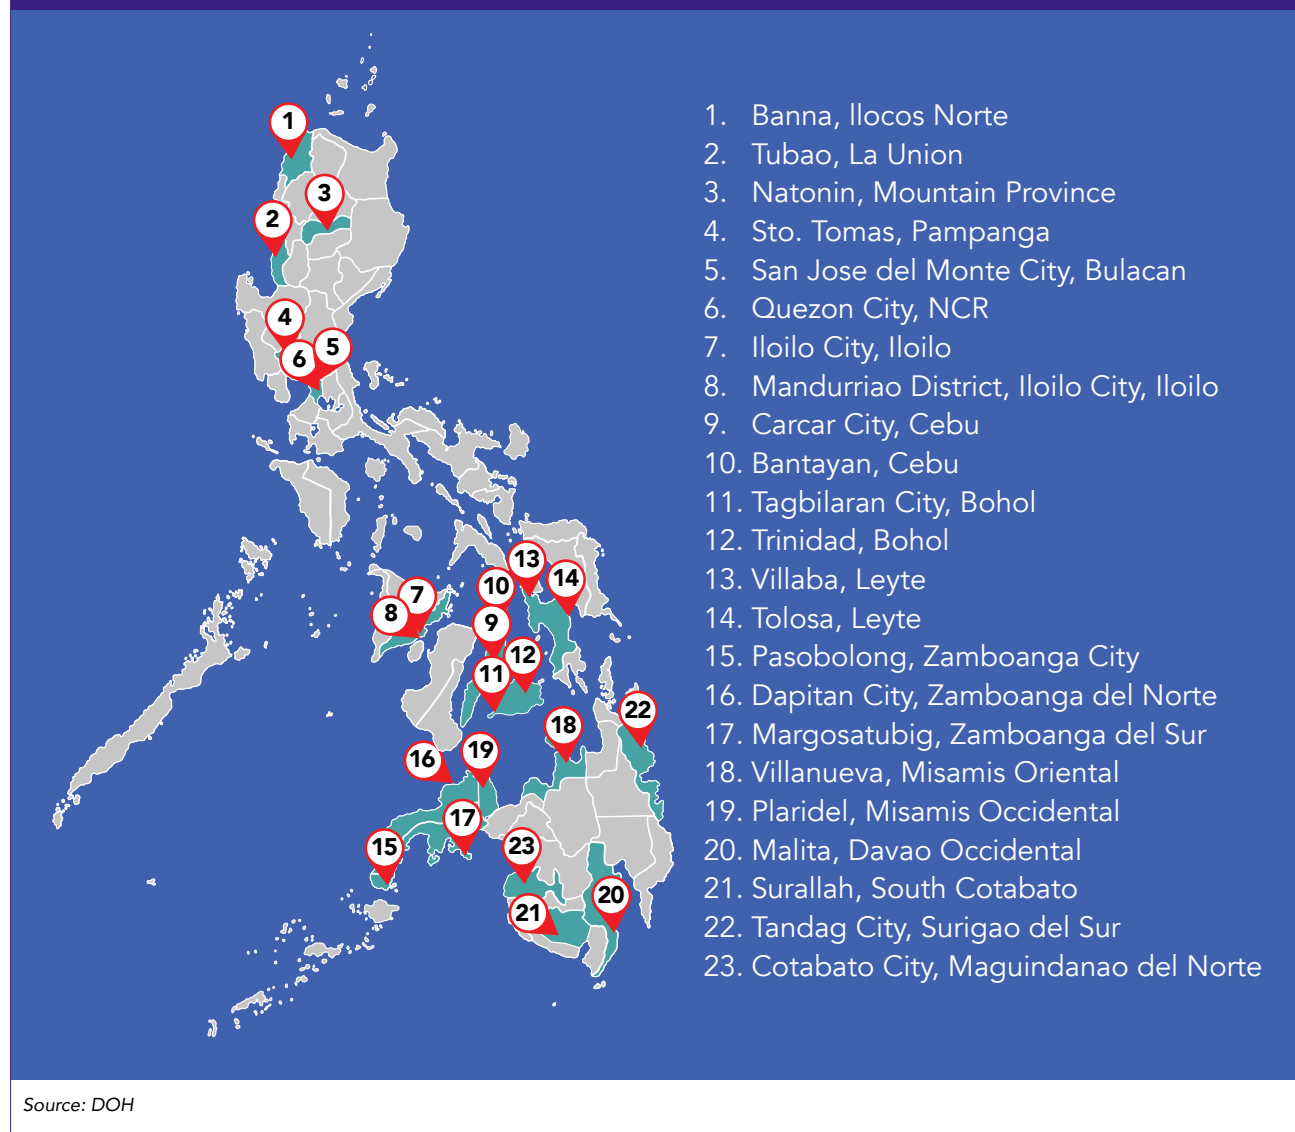 1
3
2
4
5
6
13
14
10
7
8
9
12
11
22
18
19
16
17
15
23
20
21
1. Banna, Ilocos Norte
2. Tubao, La Union
3. Natonin, Mountain Province
4. Sto. Tomas, Pampanga
5. San Jose del Monte City, Bulacan
6. Quezon City, NCR
7. Iloilo City, Iloilo
8. Mandurriao District, Iloilo City, Iloilo
9. Carcar City, Cebu
10. Bantayan, Cebu
11. Tagbilaran City, Bohol
12. Trinidad, Bohol
13. Villaba, Leyte
14. Tolosa, Leyte
15. Pasobolong, Zamboanga City
16. Dapitan City, Zamboanga del Norte
17. Margosatubig, Zamboanga del Sur
18. Villanueva, Misamis Oriental
19. Plaridel, Misamis Occidental
20. Malita, Davao Occidental
21. Surallah, South Cotabato
22. Tandag City, Surigao del Sur
23. Cotabato City, Maguindanao del Norte
Source: DOH